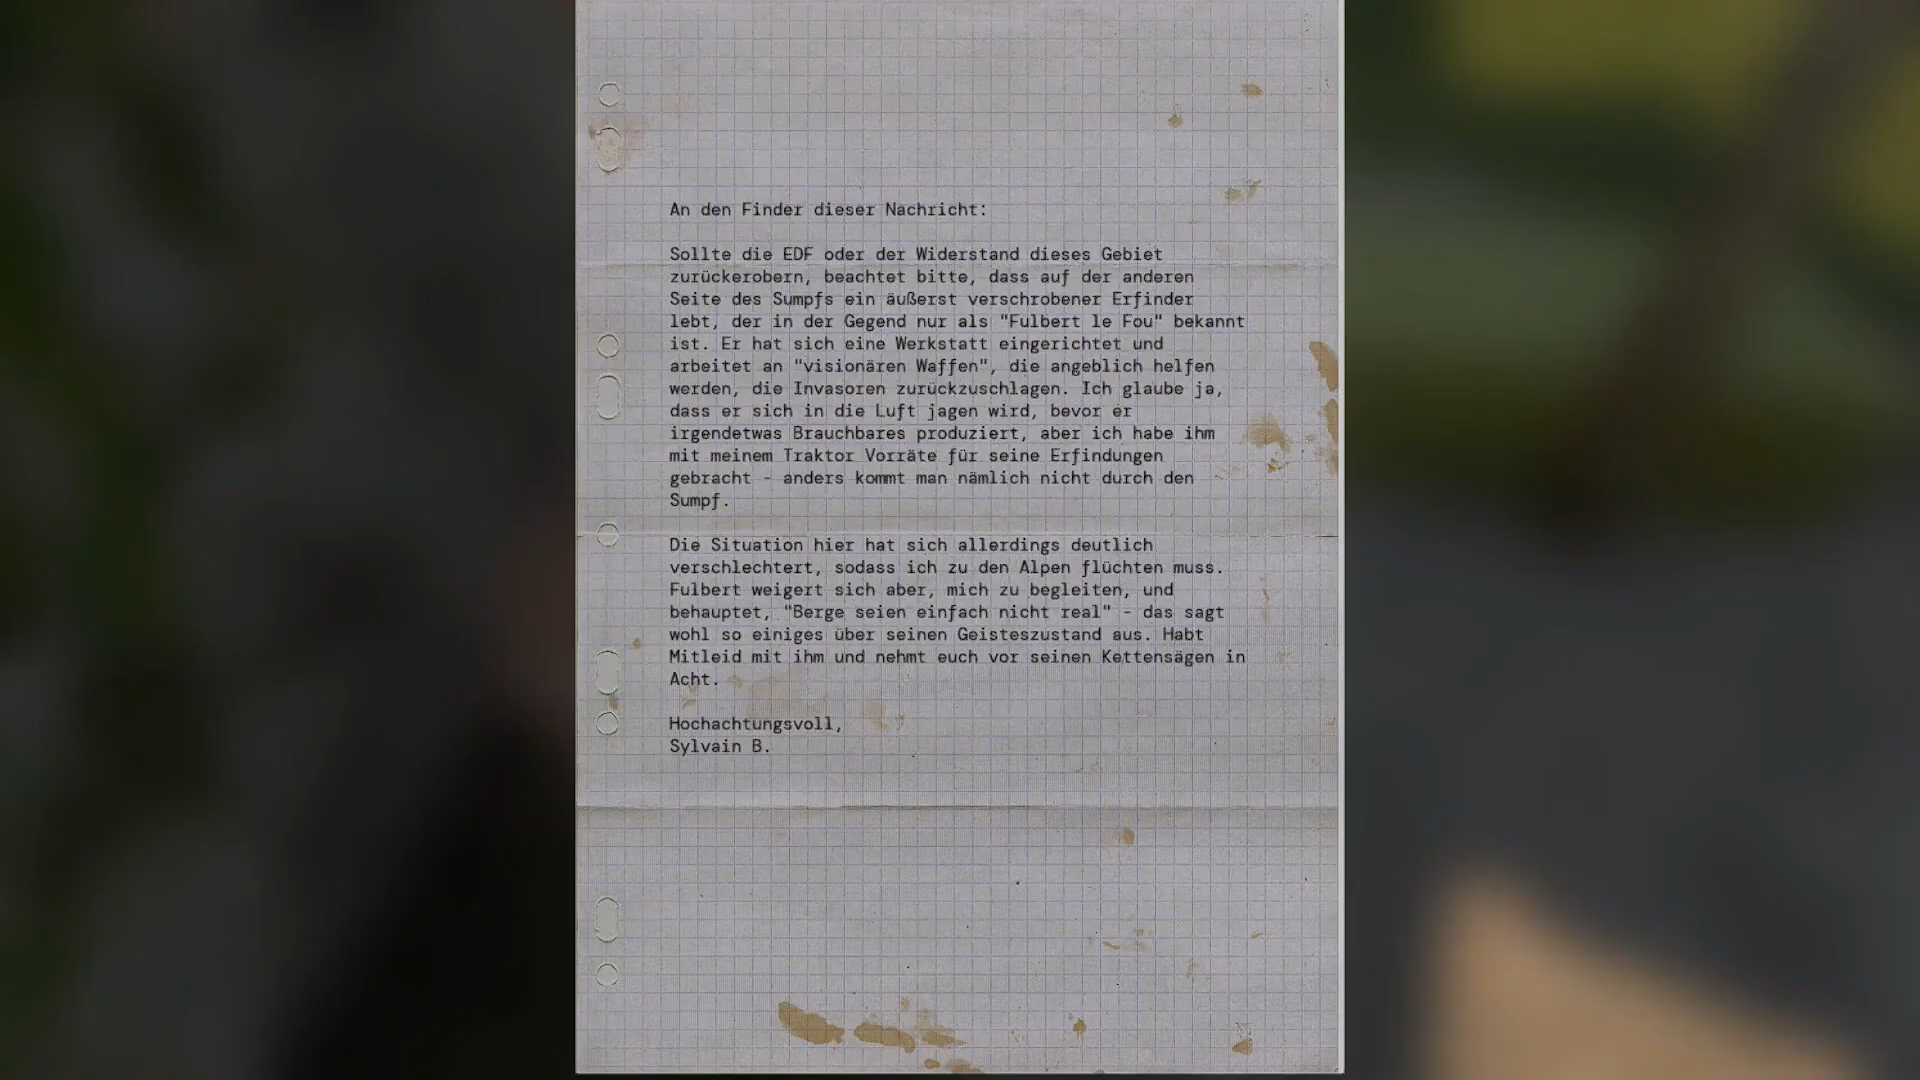 An den Finder dieser Nachricht:
Sollte die EDF oder der Widerstand dieses Gebiet
zurückerobern, beachtet bitte, dass auf der anderen
Seite des Sumpfs ein äußerst verschrobener Erfinder
lebt, der in der Gegend nur als "Fulbert le Fou" bekannt
ist. Er hat sich eine Werkstatt eingerichtet und
arbeitet an "visionären Waffen", die angeblich helfen
werden, die Invasoren zurückzuschlagen. Ich glaube ja,
dass er sich in die Luft jagen wird, bevor er
irgendetwas Brauchbares produziert, aber ich habe ihm
mit meinem Traktor Vorräte für seine Erfindungen
gebracht - anders kommt man nämlich nicht durch den
Sumpf.
Die Situation hier hat sich allerdings deutlich
verschlechtert, sodass ich zu den Alpen flüchten muss.
Fulbert weigert sich aber, mich zu begleiten, und
behauptet, "Berge seien einfach nicht real" - das sagt
wohl so einiges über seinen Geisteszustand aus. Habt
Mitleid mit ihm und nehmt euch vor seinen Kettensägen in
Acht.
Hochachtungsvoll,
Sylvain B.